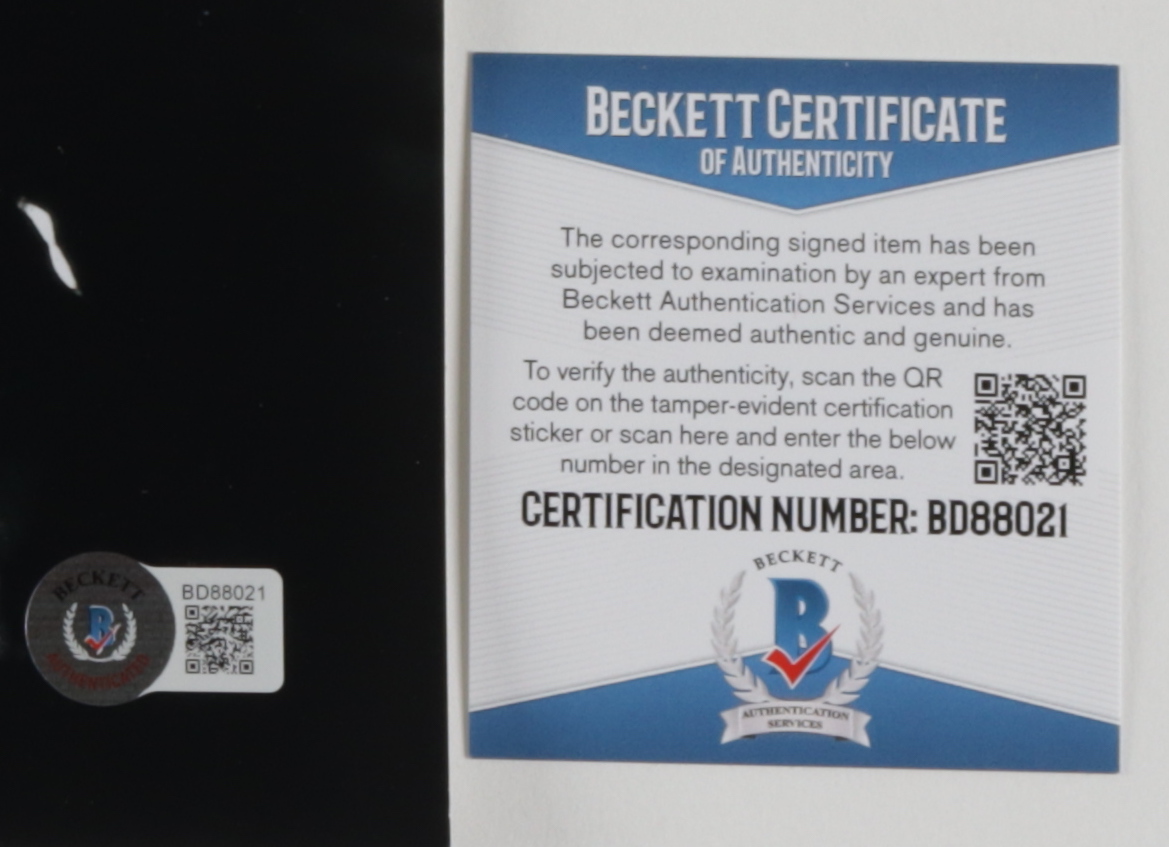 BECKETT CERTIFICATE
OF AUTHENTICITY
The corresponding signed item has been
subjected to examination by an expert from
Beckett Authentication Services and has
been deemed authentic and genuine.
To verify the authenticity, scan the QR
code on the tamper-evident certification
sticker or scan here and enter the below
number in the designated area.
CERTIFICATION NUMBER: BD88021
BECKETT
B
AUTHENTICATION
SERVICES
BECKETT
B
AUTHENTICATED
BD88021